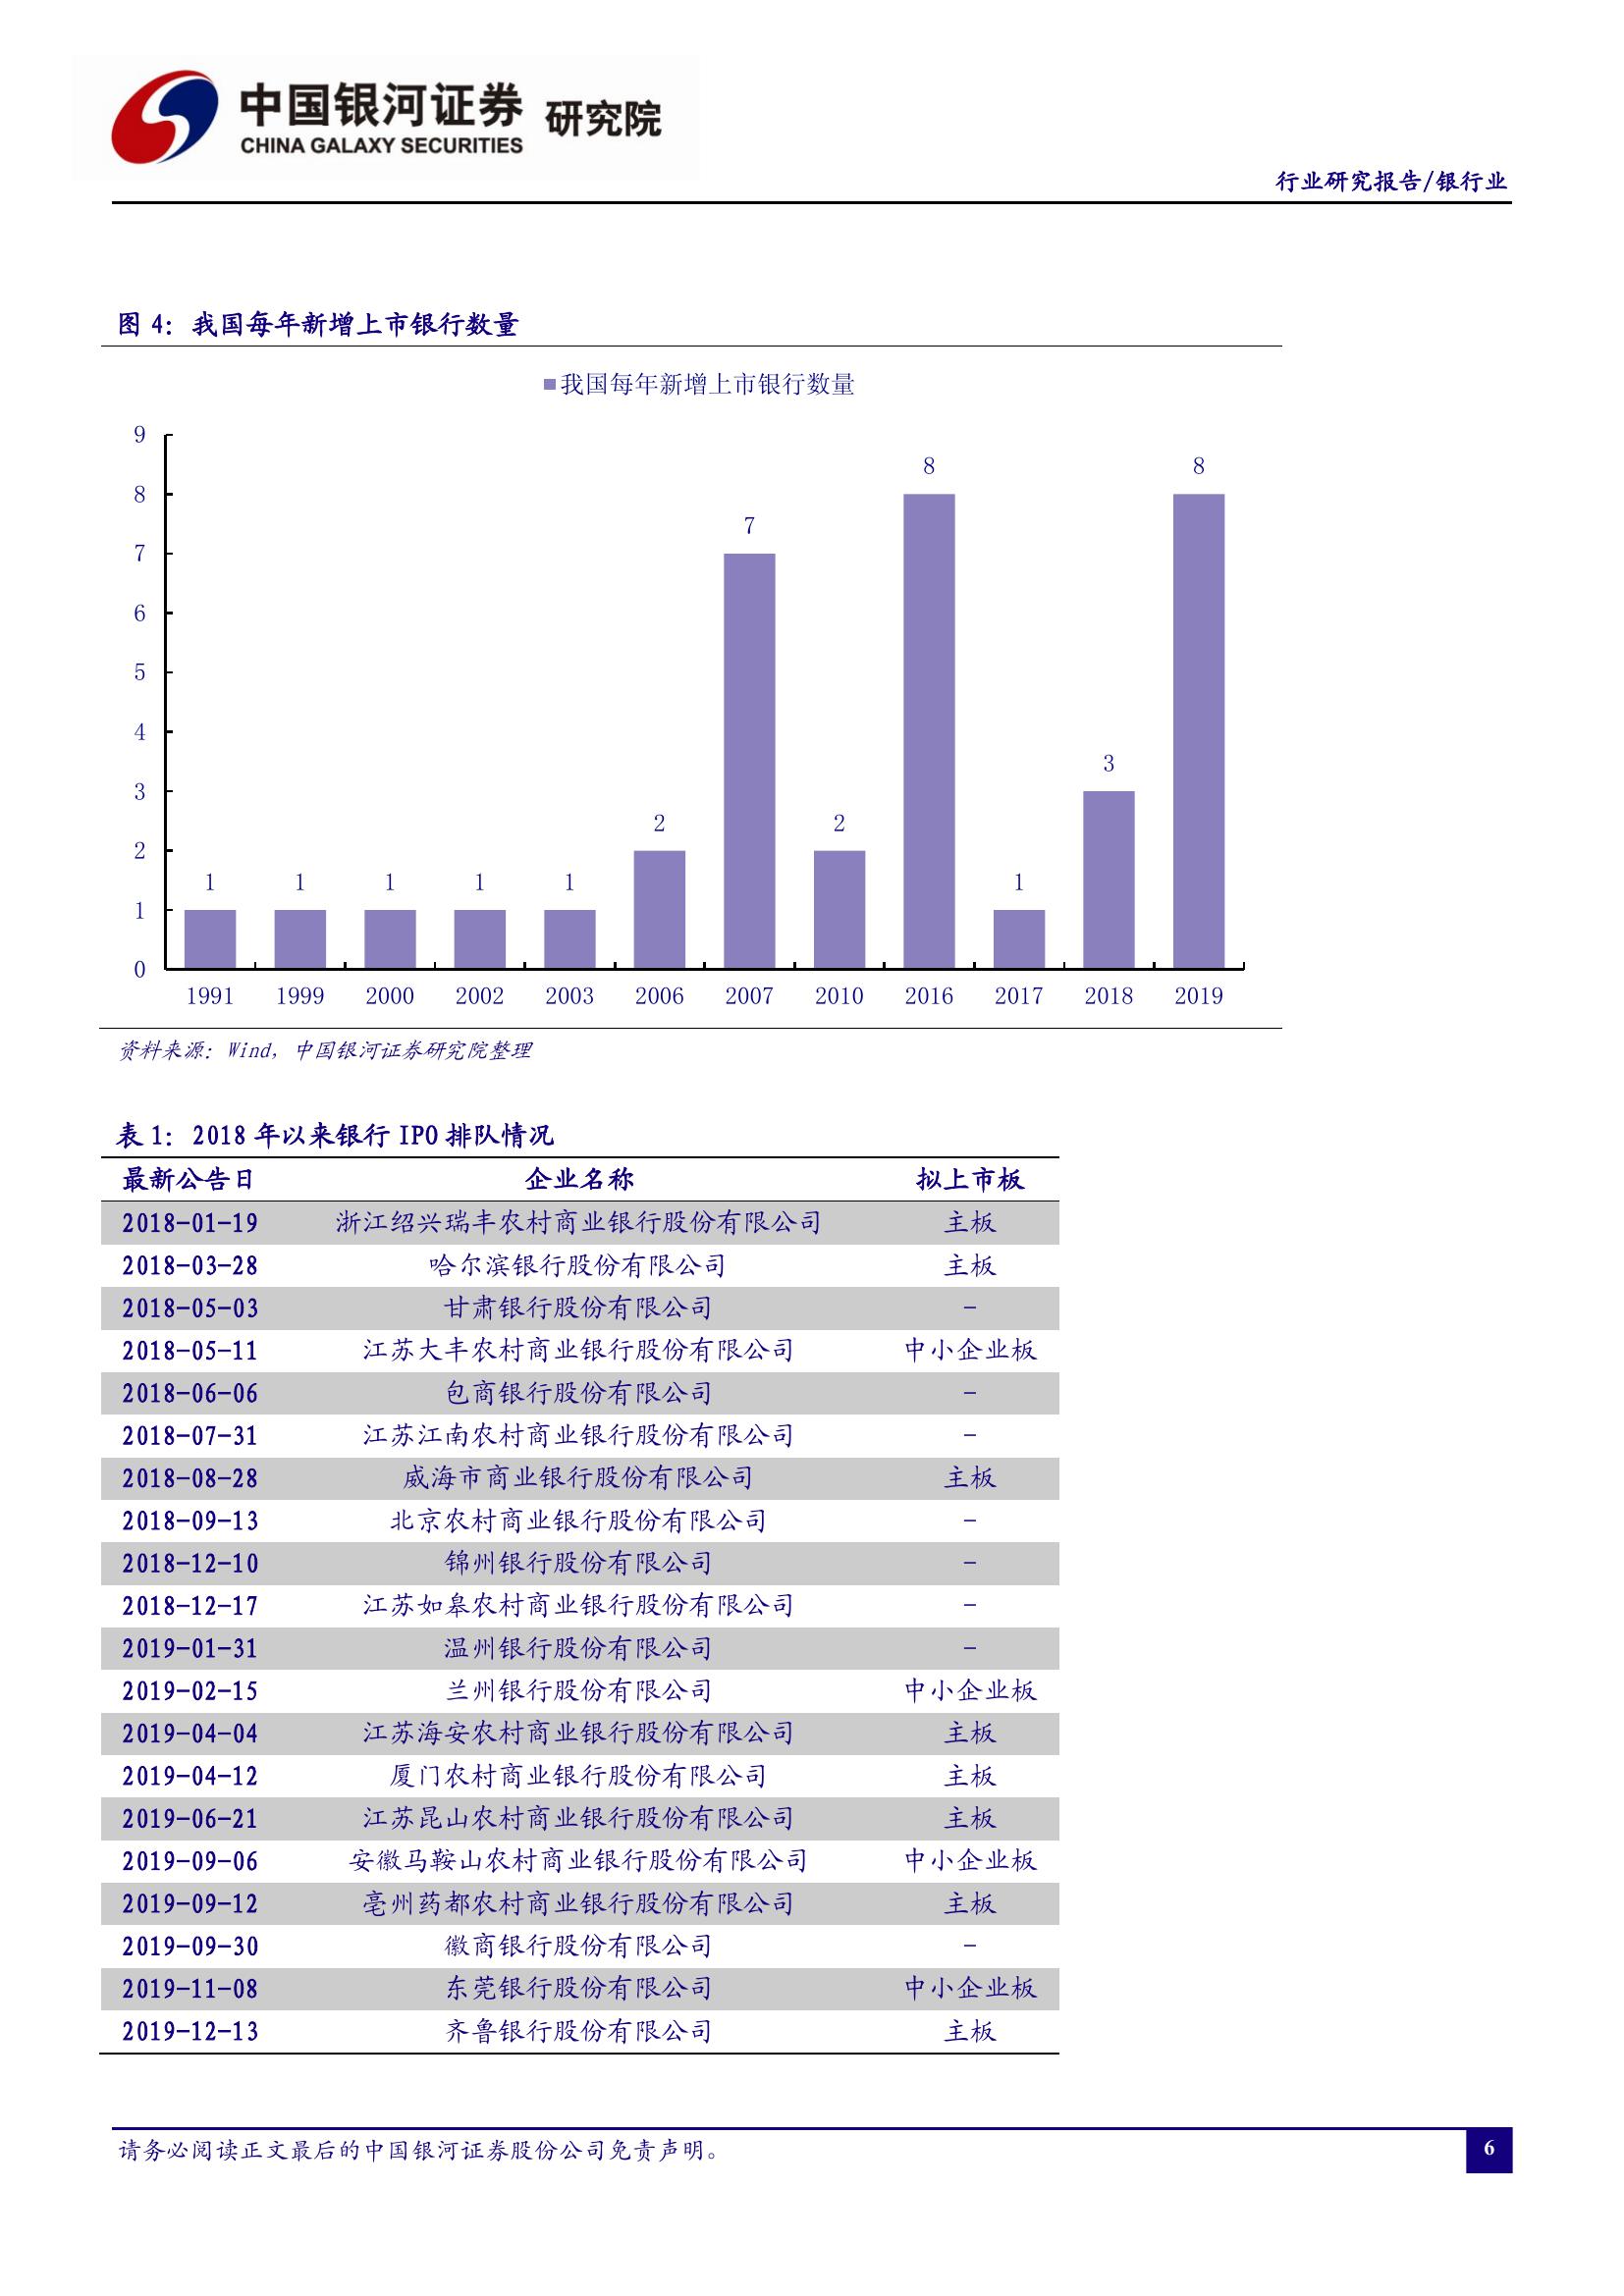 中国银河证券 研究院
CHINA GALAXY SECURITIES
行业研究报告/银行业
图 4：我国每年新增上市银行数量
我国每年新增上市银行数量
9
8
7
6
5
4
3
2
1
0
1 1 1 1 1 2 7 2 8 1 3 8
1991 1999 2000 2002 2003 2006 2007 2010 2016 2017 2018 2019
资料来源：Wind，中国银河证券研究院整理
表 1：2018 年以来银行 IPO 排队情况
最新公告日 企业名称 拟上市板
2018-01-19 浙江绍兴瑞丰农村商业银行股份有限公司 主板
2018-03-28 哈尔滨银行股份有限公司 主板
2018-05-03 甘肃银行股份有限公司 -
2018-05-11 江苏大丰农村商业银行股份有限公司 中小企业板
2018-06-06 包商银行股份有限公司 -
2018-07-31 江苏江南农村商业银行股份有限公司 -
2018-08-28 威海市商业银行股份有限公司 主板
2018-09-13 北京农村商业银行股份有限公司 -
2018-12-10 锦州银行股份有限公司 -
2018-12-17 江苏如皋农村商业银行股份有限公司 -
2019-01-31 温州银行股份有限公司 -
2019-02-15 兰州银行股份有限公司 中小企业板
2019-04-04 江苏海安农村商业银行股份有限公司 主板
2019-04-12 厦门农村商业银行股份有限公司 主板
2019-06-21 江苏昆山农村商业银行股份有限公司 主板
2019-09-06 安徽马鞍山农村商业银行股份有限公司 中小企业板
2019-09-12 亳州药都农村商业银行股份有限公司 主板
2019-09-30 徽商银行股份有限公司 -
2019-11-08 东莞银行股份有限公司 中小企业板
2019-12-13 齐鲁银行股份有限公司 主板
请务必阅读正文最后的中国银河证券股份公司免责声明。
6